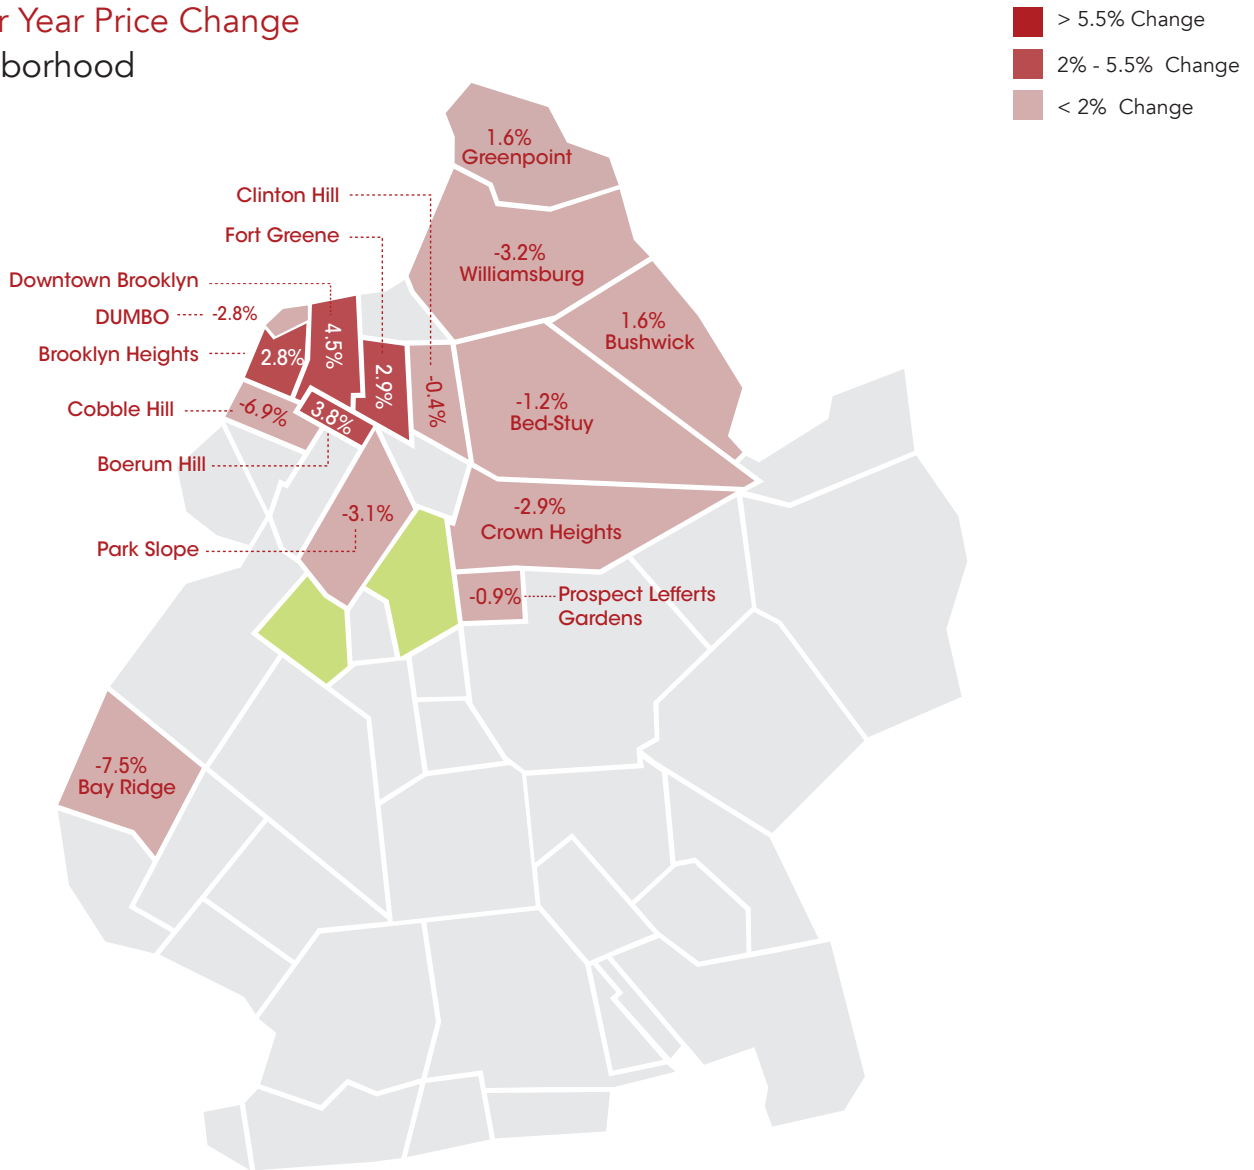 r Year Price Change
borhood
> 5.5% Change
2% - 5.5% Change
< 2% Change
1.6%
Greenpoint
Clinton Hill
Fort Greene
-3.2%
Williamsburg
Downtown Brooklyn
DUMBO
-2.8%
1.6%
Bushwick
4.5%
Brooklyn Heights
2.8%
2.9%
-0.4%
Cobble Hill
-6.9%
3.8%
-1.2%
Bed-Stuy
Boerum Hill
-3.1%
-2.9%
Crown Heights
Park Slope
-0.9%
Prospect Lefferts
Gardens
-7.5%
Bay Ridge